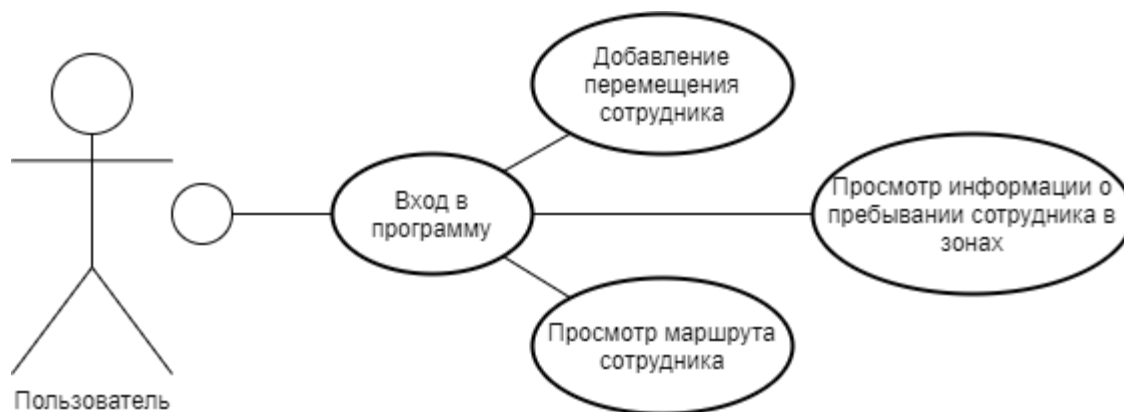 Добавление
перемещения
сотрудника
Вход в
программу
Просмотр информации о
пребывании сотрудника в
зонах
Просмотр маршрута
сотрудника
Пользователь